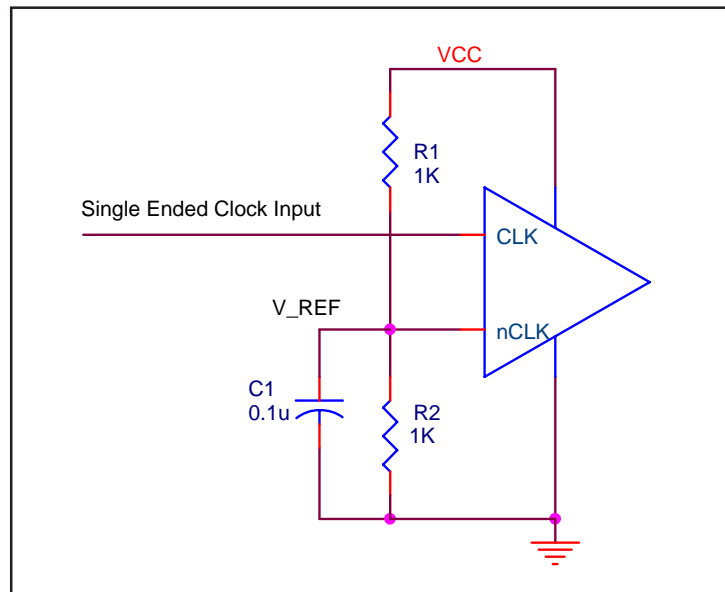 VCC
R1
1K
Single Ended Clock Input
CLK
V_REF
nCLK
C1
0.1u
R2
1K